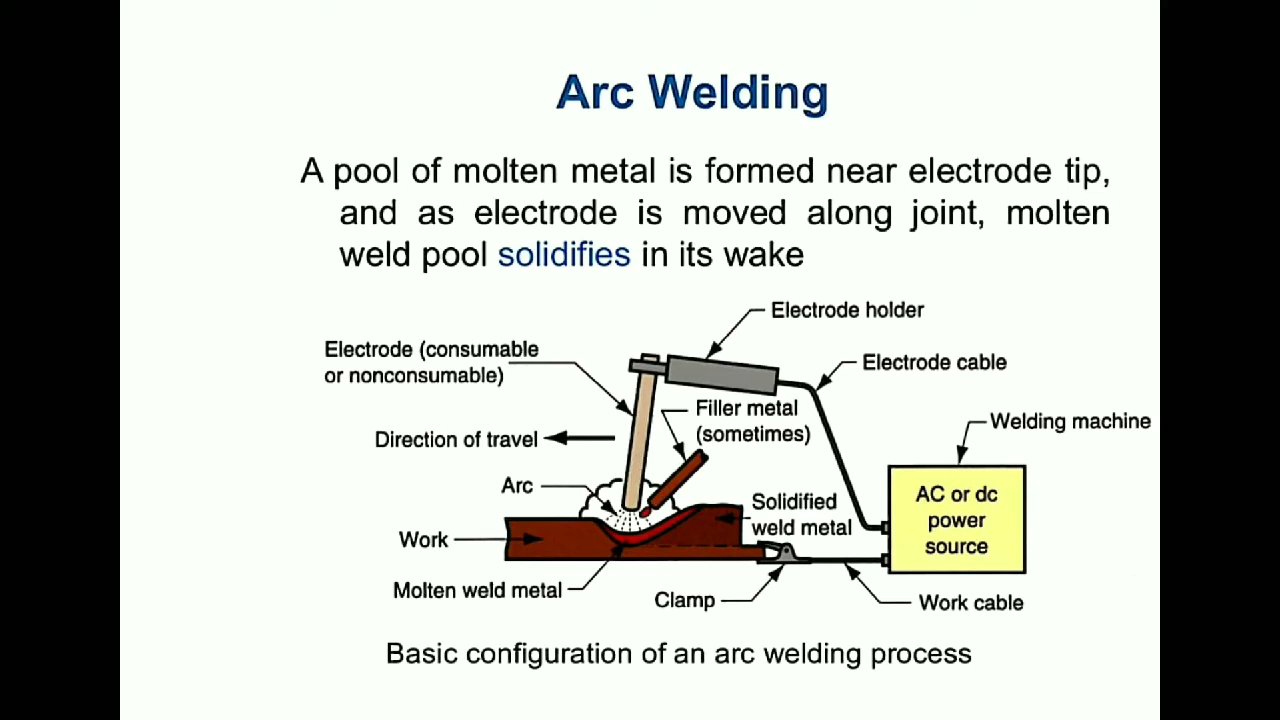 Arc Welding
A pool of molten metal is formed near electrode tip,
and as electrode is moved along joint, molten
weld pool solidifies in its wake
Electrode holder
Electrode (consumable
or nonconsumable)
Electrode cable
Filler metal
(sometimes)
Welding machine
Direction of travel
Arc
AC or dc
power
source
Solidified
weld metal
Work
Molten weld metal
Clamp
Work cable
Basic configuration of an arc welding process